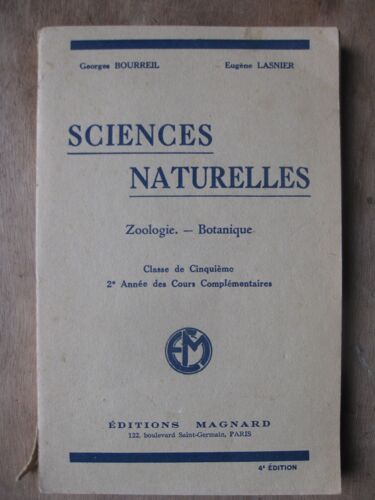 Georges BOURREIL Eugène LASNIER
SCIENCES
NATURELLES
Zoologie. — Botanique
Classe de Cinquième
2e Année des Cours Complémentaires
EM
ÉDITIONS MAGNARD
122, boulevard Saint-Germain, PARIS
4e ÉDITION